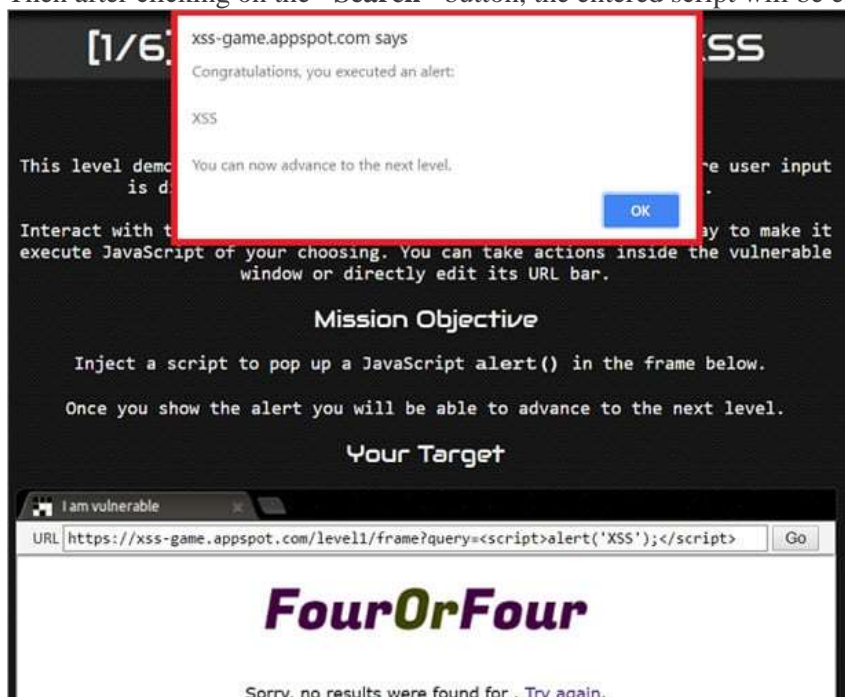 Then after clicking on the "Search" button, the entered script will be e
[1/6]
SS
xss-game.appspot.com says
Congratulations, you executed an alert:
XSS
You can now advance to the next level.
OK
This level demo
re user input
is d
.
Interact with t
ay to make it
execute JavaScript of your choosing. You can take actions inside the vulnerable
window or directly edit its URL bar.
Mission Objective
Inject a script to pop up a JavaScript alert() in the frame below.
Once you show the alert you will be able to advance to the next level.
Your Target
I am vulnerable
URL https://xss-game.appspot.com/level1/frame?query=<script>alert('XSS');</script> Go
FourOrFour
Sorry, no results were found for . Try again.